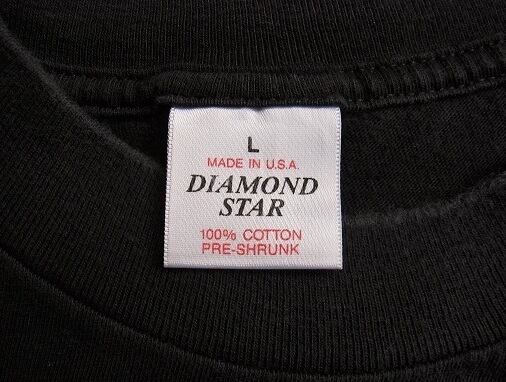 L
MADE IN U.S.A.
DIAMOND
STAR
100% COTTON
PRE-SHRUNK